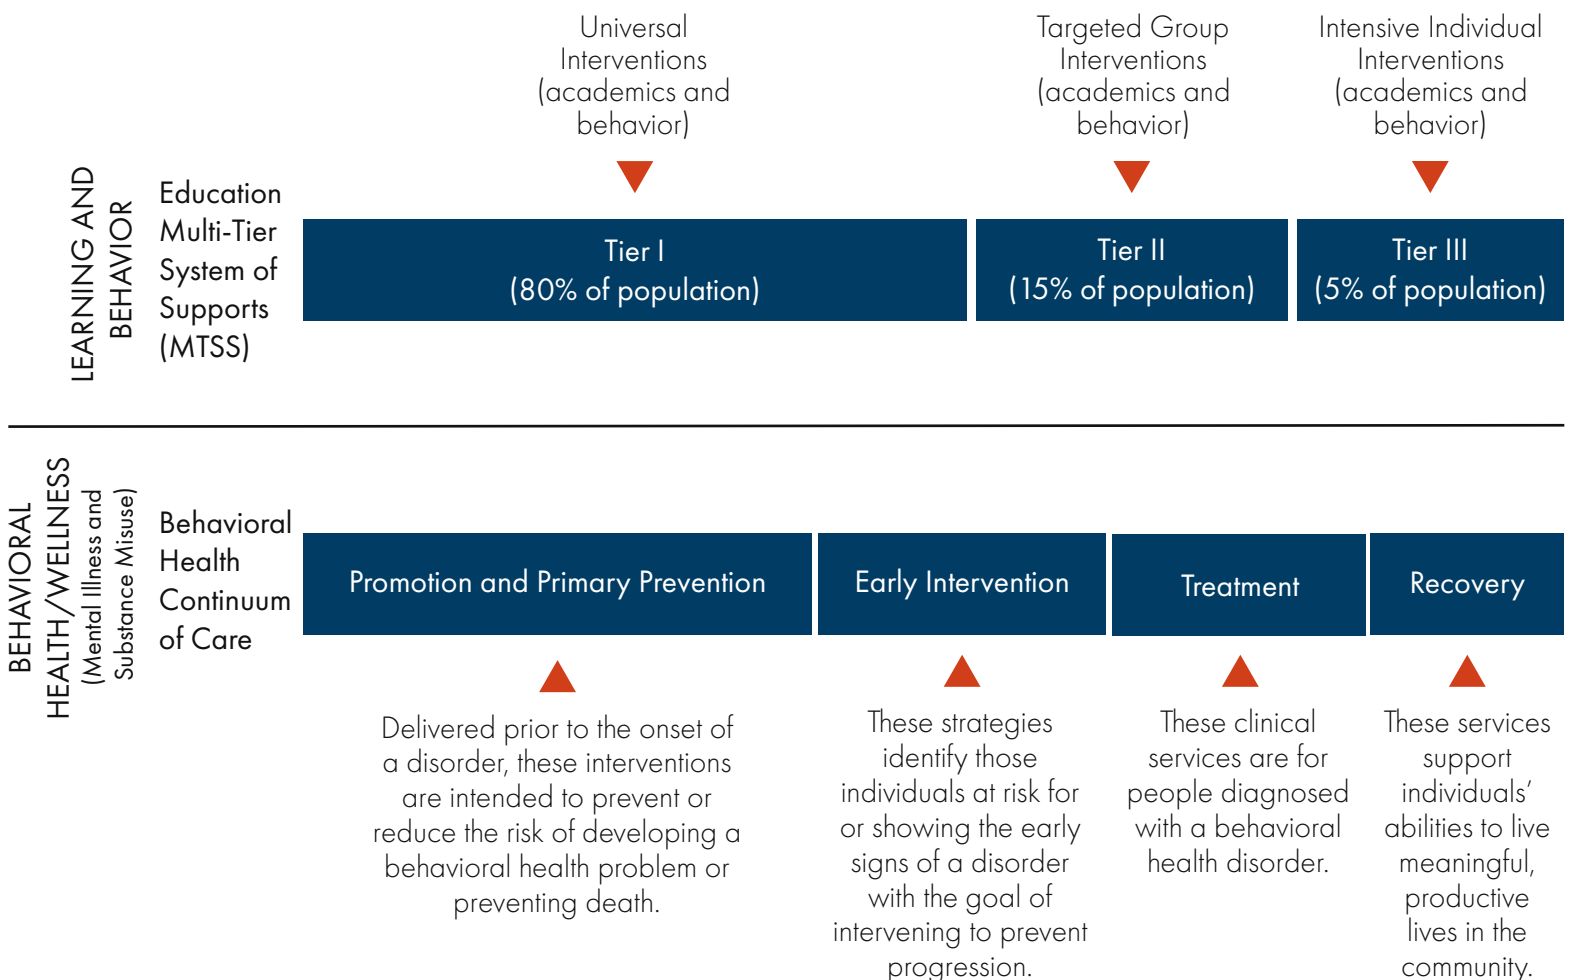 Universal
Interventions
(academics and
behavior)
Targeted Group
Interventions
(academics and
behavior)
Intensive Individual
Interventions
(academics and
behavior)
LEARNING AND
BEHAVIOR
Education
Multi-Tier
System of
Supports
(MTSS)
Tier I
(80% of population)
Tier II
(15% of population)
Tier III
(5% of population)
BEHAVIORAL
HEALTH/WELLNESS
(Mental Illness and
Substance Misuse)
Behavioral
Health
Continuum
of Care
Promotion and Primary Prevention
Early Intervention
Treatment
Recovery
Delivered prior to the onset of
a disorder, these interventions
are intended to prevent or
reduce the risk of developing a
behavioral health problem or
preventing death.
These strategies
identify those
individuals at risk for
or showing the early
signs of a disorder
with the goal of
intervening to prevent
progression.
These clinical
services are for
people diagnosed
with a behavioral
health disorder.
These services
support
individuals’
abilities to live
meaningful,
productive
lives in the
community.